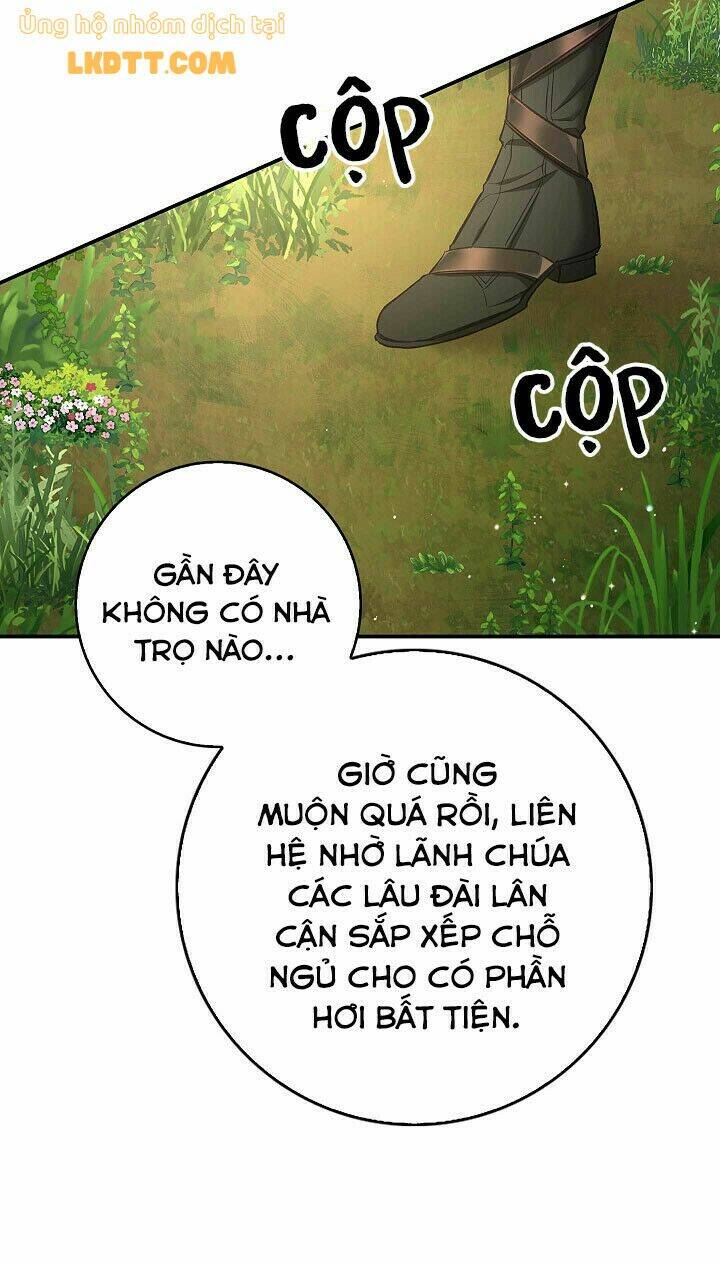 Ủng hộ nhóm dịch tại
LKDTT.COM
CỘP
CỘP
GẦN ĐÂY
KHÔNG CÓ NHÀ
TRỌ NÀO...
GIỜ CŨNG
MUỘN QUÁ RỒI, LIÊN
HỆ NHỜ LÃNH CHÚA
CÁC LÂU ĐÀI LÂN
CẬN SẮP XẾP CHỖ
NGỦ CHO CÓ PHẦN
HƠI BẤT TIỆN.